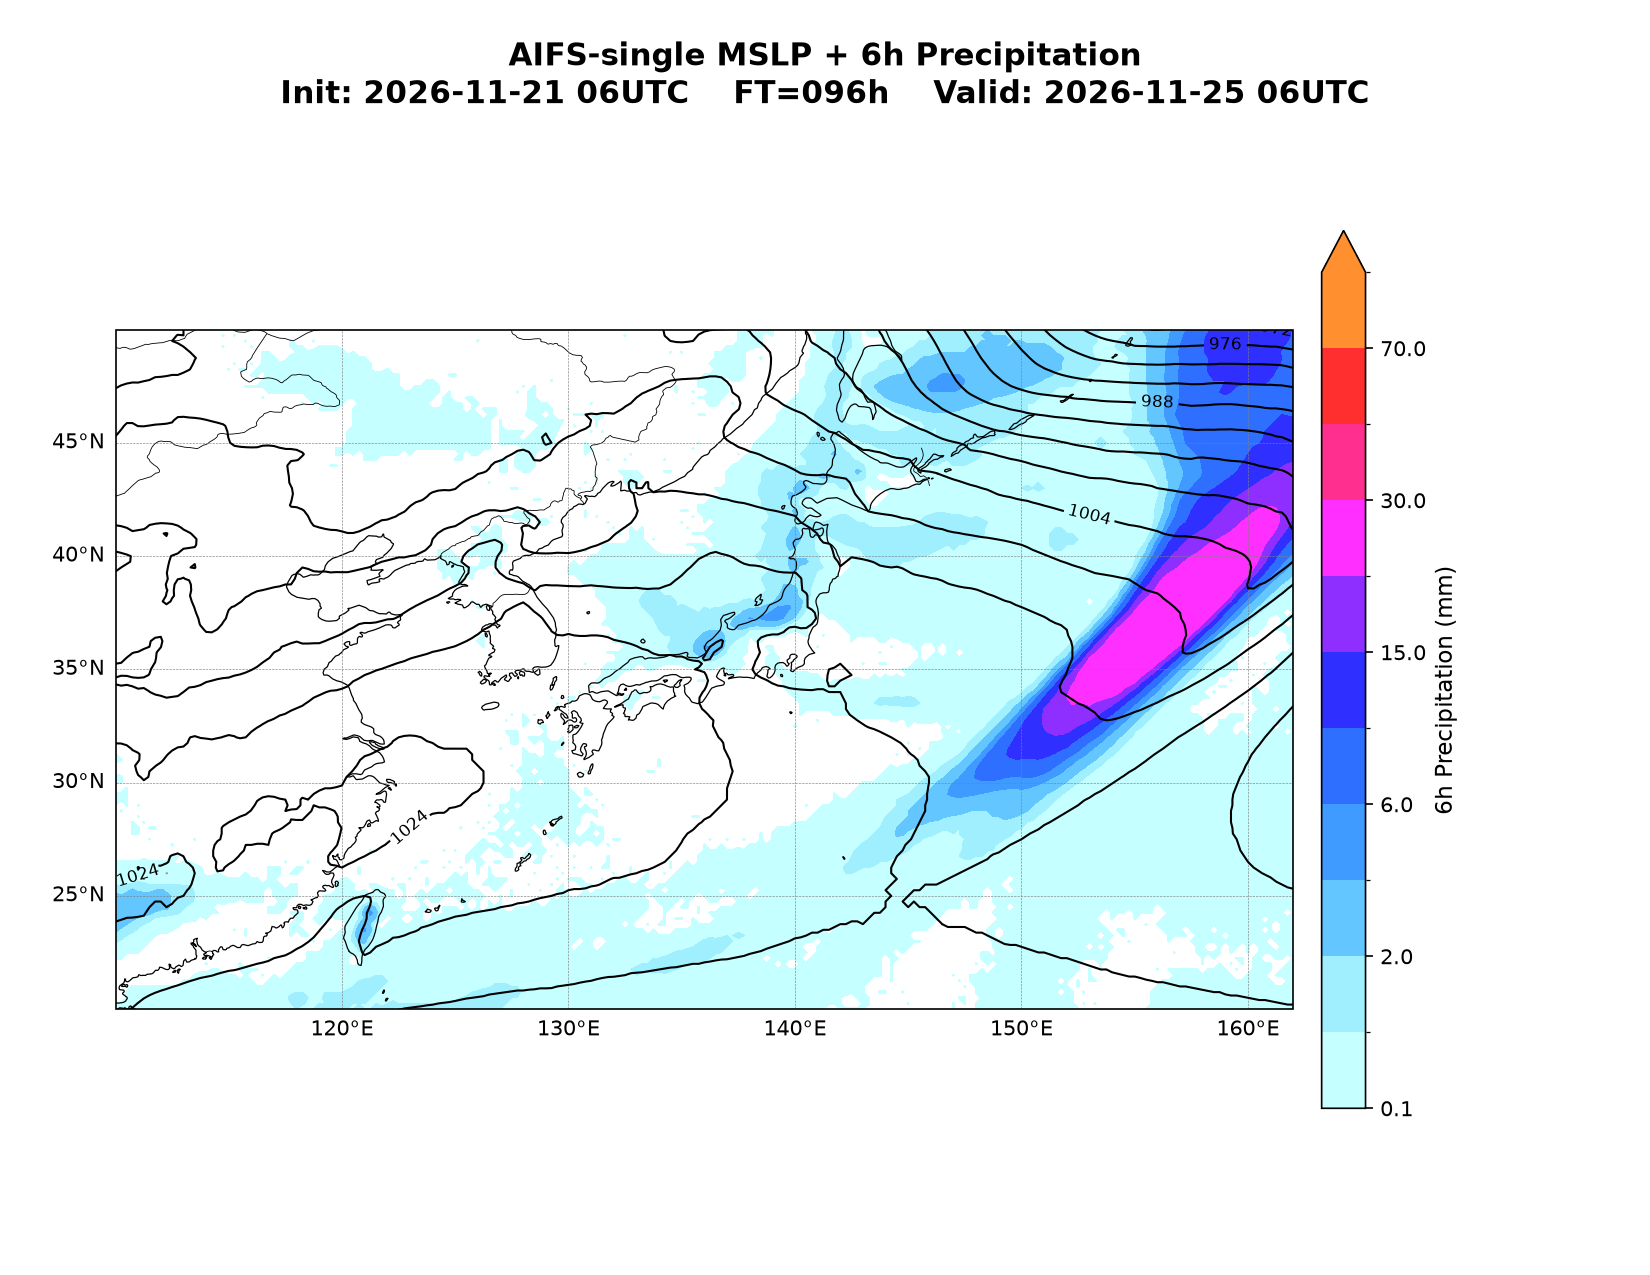 AIFS-single MSLP + 6h Precipitation
Init: 2026-11-21 06UTC    FT=096h    Valid: 2026-11-25 06UTC
976
988
1004
1024
1024
45°N
40°N
35°N
30°N
25°N
120°E
130°E
140°E
150°E
160°E
70.0
30.0
15.0
6.0
2.0
0.1
6h Precipitation (mm)